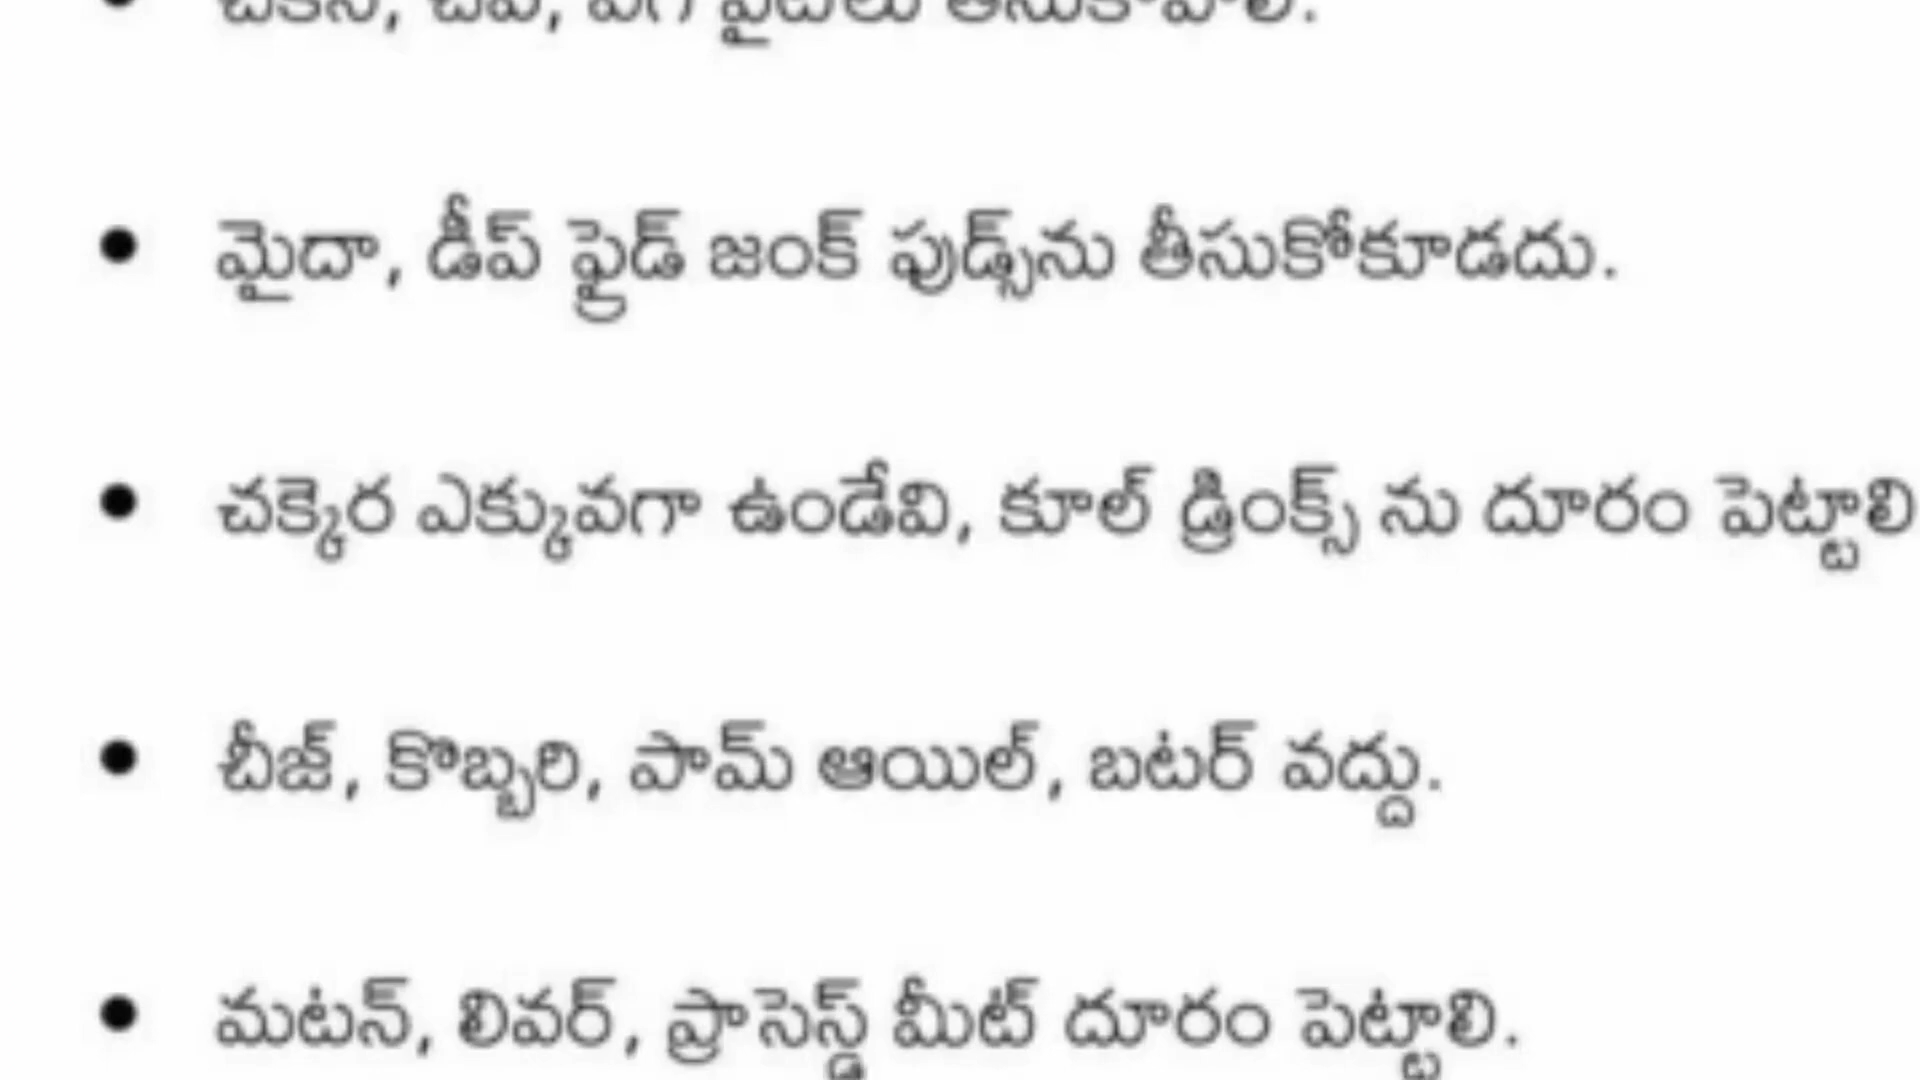 • మైదా, డీప్ ఫ్రైడ్ జంక్ ఫుడ్స్‌ను తీసుకోకూడదు.
• చక్కెర ఎక్కువగా ఉండేవి, కూల్ డ్రింక్స్ ను దూరం పెట్టాలి
• చీజ్, కొబ్బరి, పామ్ ఆయిల్, బటర్ వద్దు.
• మటన్, లివర్, ప్రాసెస్డ్ మీట్ దూరం పెట్టాలి.